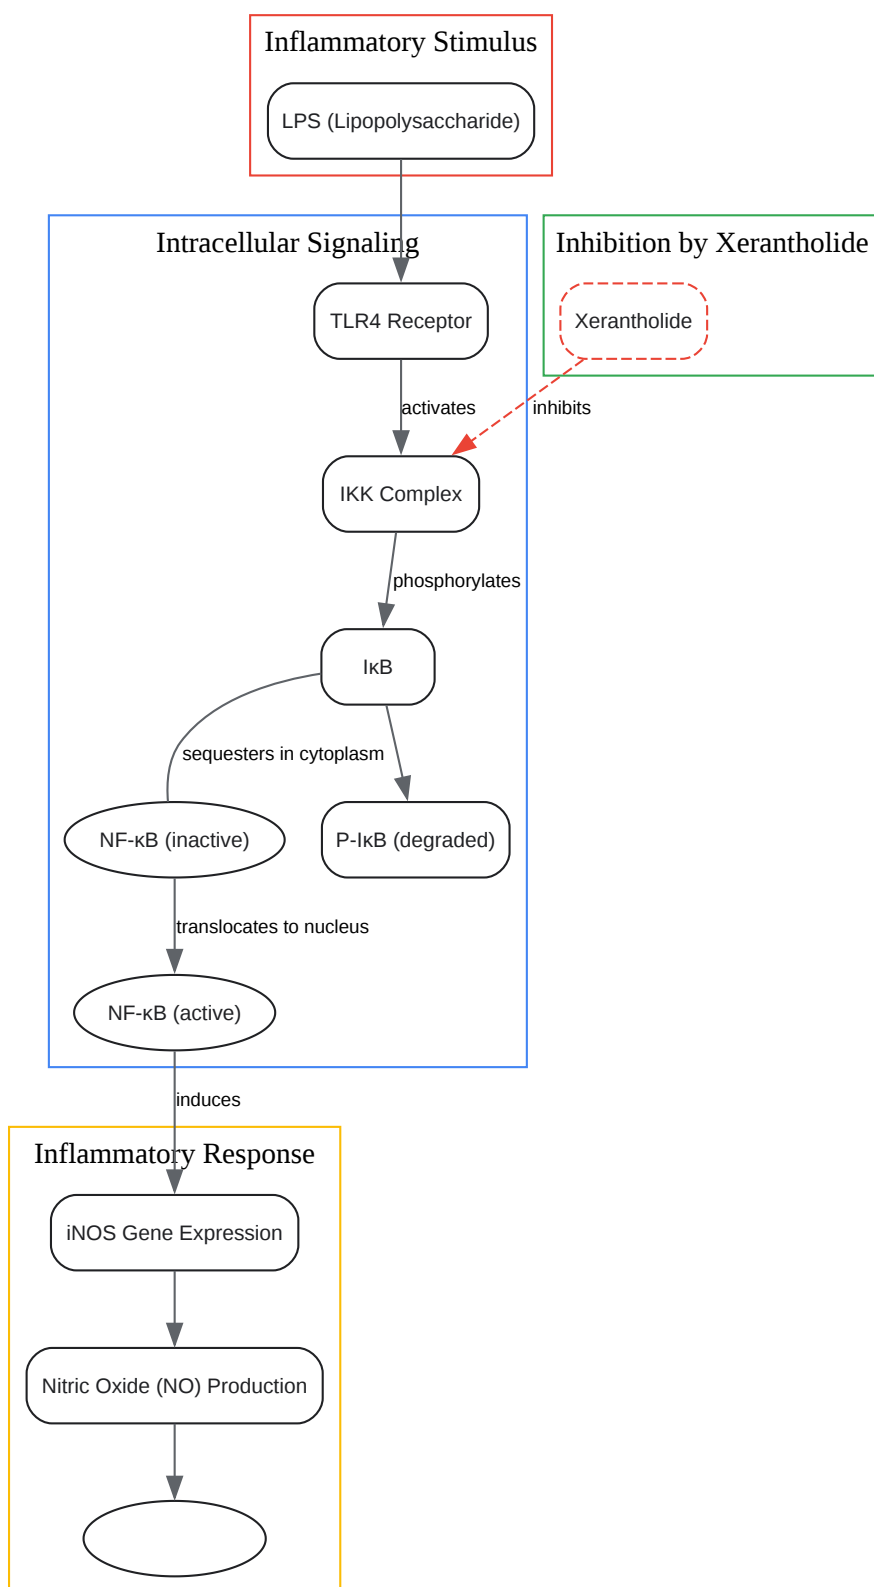 Inflammatory Stimulus
LPS (Lipopolysaccharide)
Intracellular Signaling
Inhibition by Xerantholide
TLR4 Receptor
Xerantholide
activates
inhibits
IKK Complex
phosphorylates
IκB
sequesters in cytoplasm
NF-κB (inactive)
P-IκB (degraded)
translocates to nucleus
NF-κB (active)
induces
Inflammatory Response
iNOS Gene Expression
Nitric Oxide (NO) Production